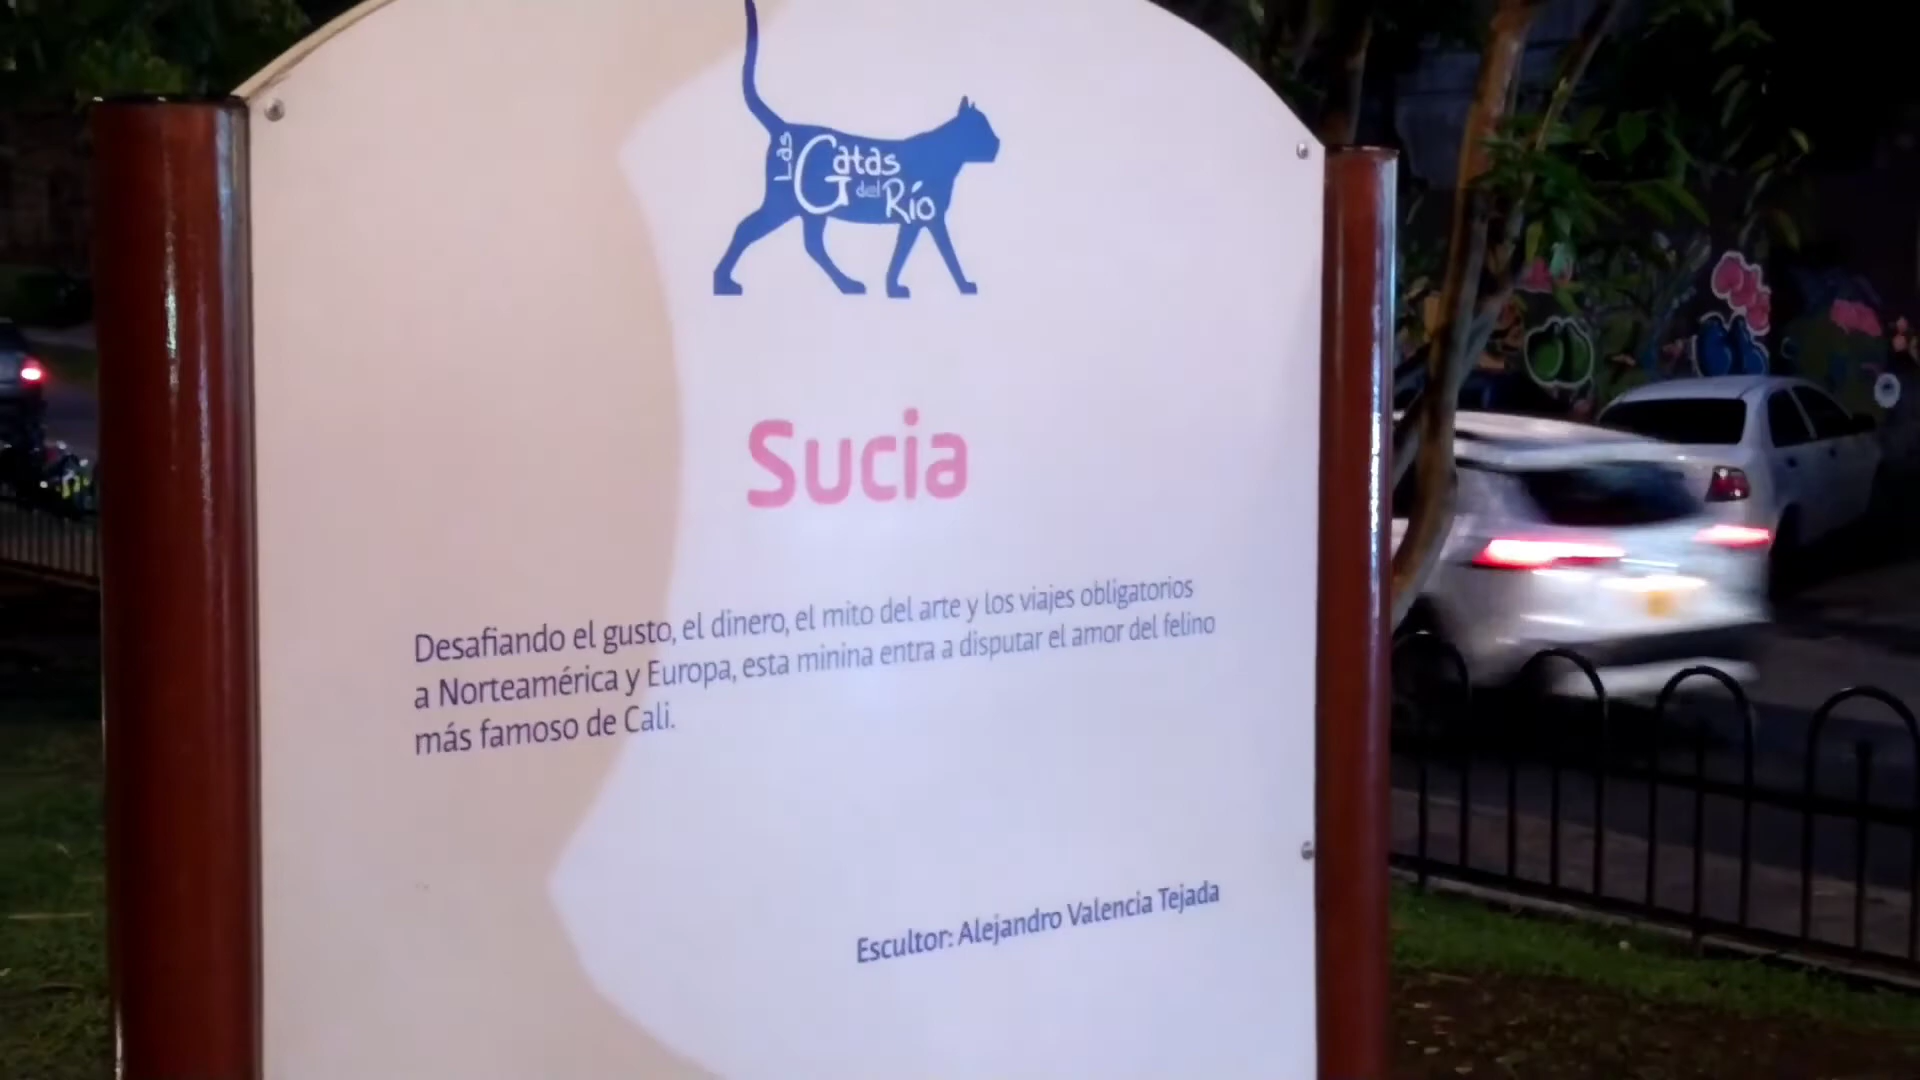 Las Gatas
del Río
Sucia
Desafiando el gusto, el dinero, el mito del arte y los viajes obligatorios
a Norteamérica y Europa, esta minina entra a disputar el amor del felino
más famoso de Cali.
Escultor: Alejandro Valencia Tejada